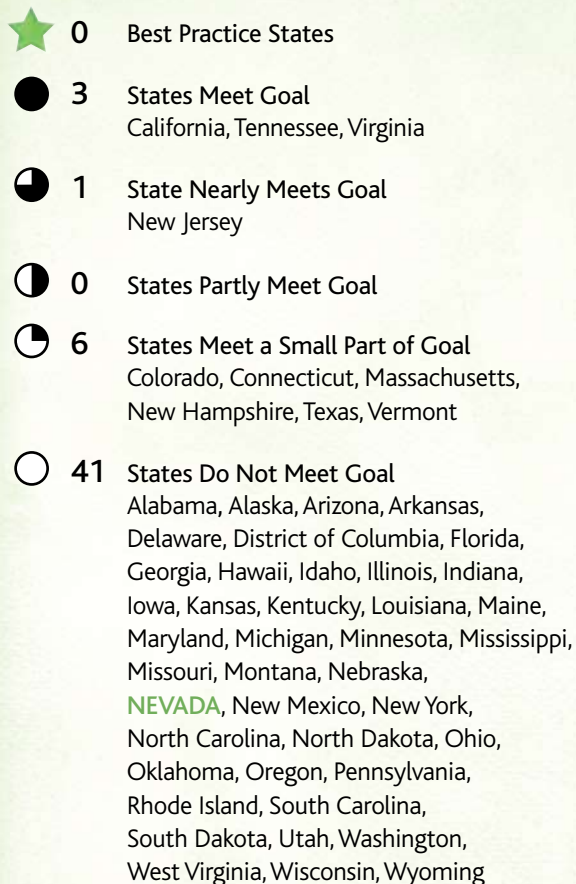 0 Best Practice States
3 States Meet Goal
California, Tennessee, Virginia
1 State Nearly Meets Goal
New Jersey
0 States Partly Meet Goal
6 States Meet a Small Part of Goal
Colorado, Connecticut, Massachusetts,
New Hampshire, Texas, Vermont
41 States Do Not Meet Goal
Alabama, Alaska, Arizona, Arkansas,
Delaware, District of Columbia, Florida,
Georgia, Hawaii, Idaho, Illinois, Indiana,
Iowa, Kansas, Kentucky, Louisiana, Maine,
Maryland, Michigan, Minnesota, Mississippi,
Missouri, Montana, Nebraska,
NEVADA, New Mexico, New York,
North Carolina, North Dakota, Ohio,
Oklahoma, Oregon, Pennsylvania,
Rhode Island, South Carolina,
South Dakota, Utah, Washington,
West Virginia, Wisconsin, Wyoming